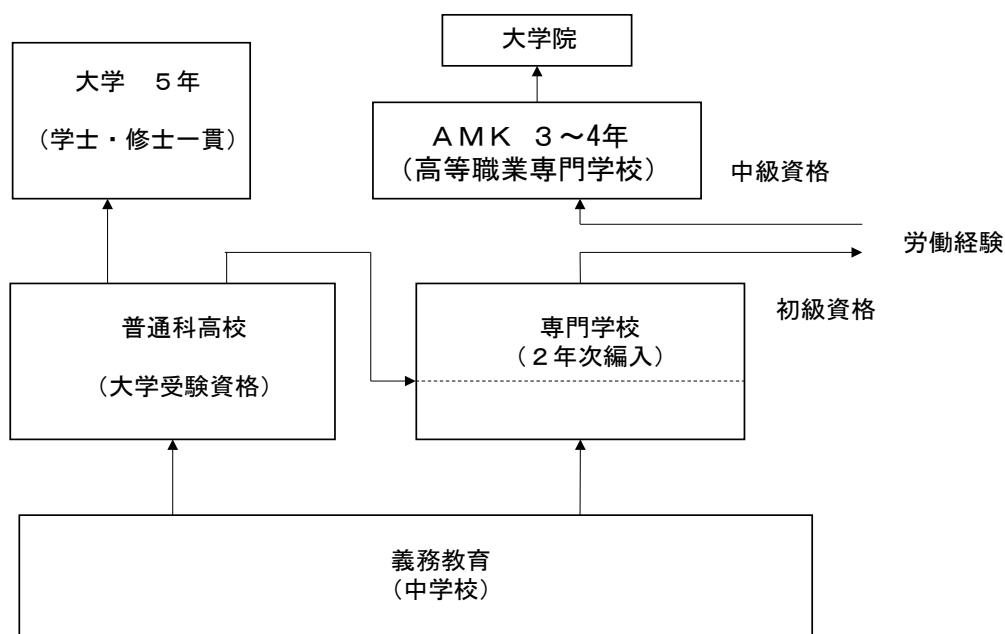 大学院
大学　５年
（学士・修士一貫）
ＡＭＫ　３～4年
（高等職業専門学校）
中級資格
労働経験
初級資格
普通科高校
（大学受験資格）
専門学校
（２年次編入）
義務教育
（中学校）